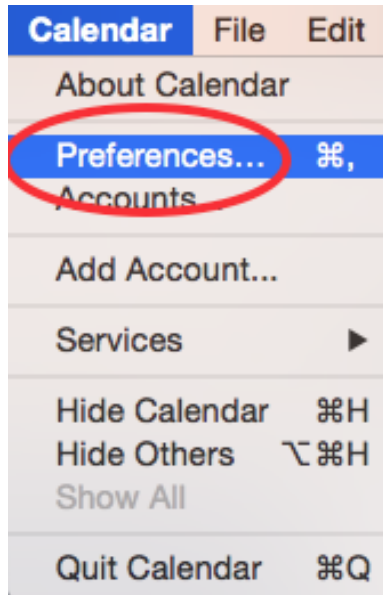 Calendar File Edit
About Calendar
Preferences... ⌘,
Accounts...
Add Account...
Services ▶
Hide Calendar ⌘H
Hide Others ⌥⌘H
Show All
Quit Calendar ⌘Q